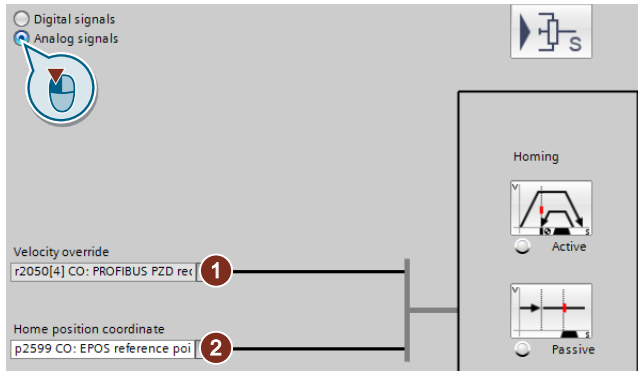 Digital signals
Analog signals
S
Homing
V
S
Active
Velocity override
r2050[4] CO: PROFIBUS PZD rec
1
Home position coordinate
p2599 CO: EPOS reference poi
2
V
S
Passive